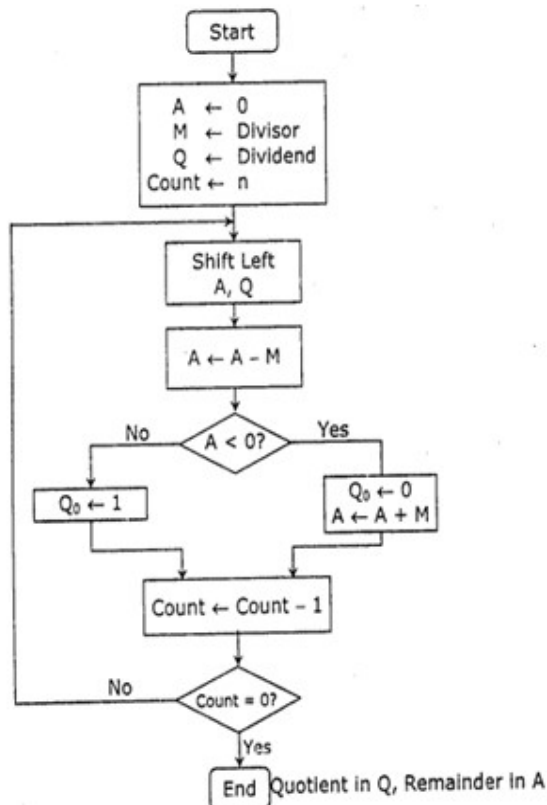 Start
A ← 0
M ← Divisor
Q ← Dividend
Count ← n
Shift Left
A, Q
A ← A – M
A < 0?
No
Yes
Q₀ ← 1
Q₀ ← 0
A ← A + M
Count ← Count – 1
Count = 0?
No
Yes
End Quotient in Q, Remainder in A